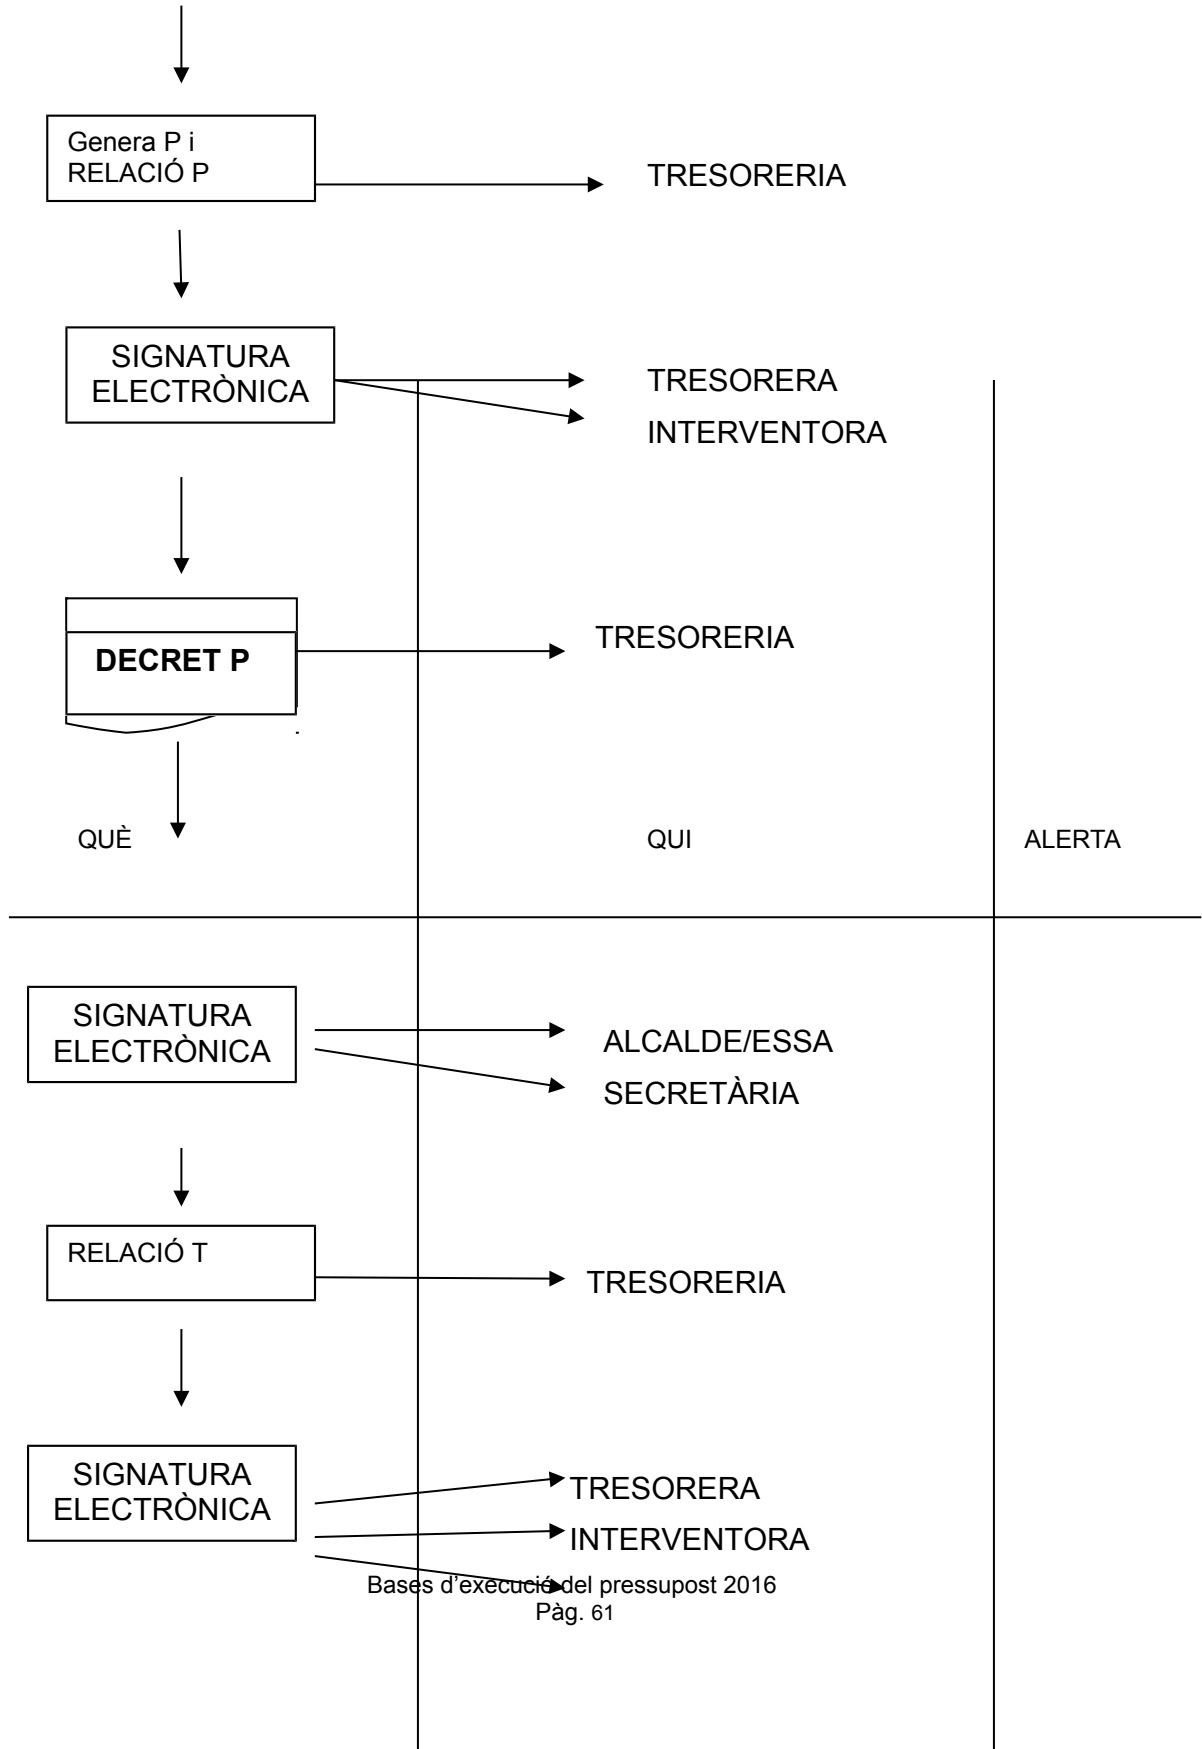 Genera P i
RELACIÓ P
TRESORERIA
SIGNATURA
ELECTRÒNICA
TRESORERA
INTERVENTORA
DECRET P
TRESORERIA
QUÈ
QUI
ALERTA
SIGNATURA
ELECTRÒNICA
ALCALDE/ESSA
SECRETÀRIA
RELACIÓ T
TRESORERIA
SIGNATURA
ELECTRÒNICA
TRESORERA
INTERVENTORA
Bases d’execució del pressupost 2016
Pàg. 61